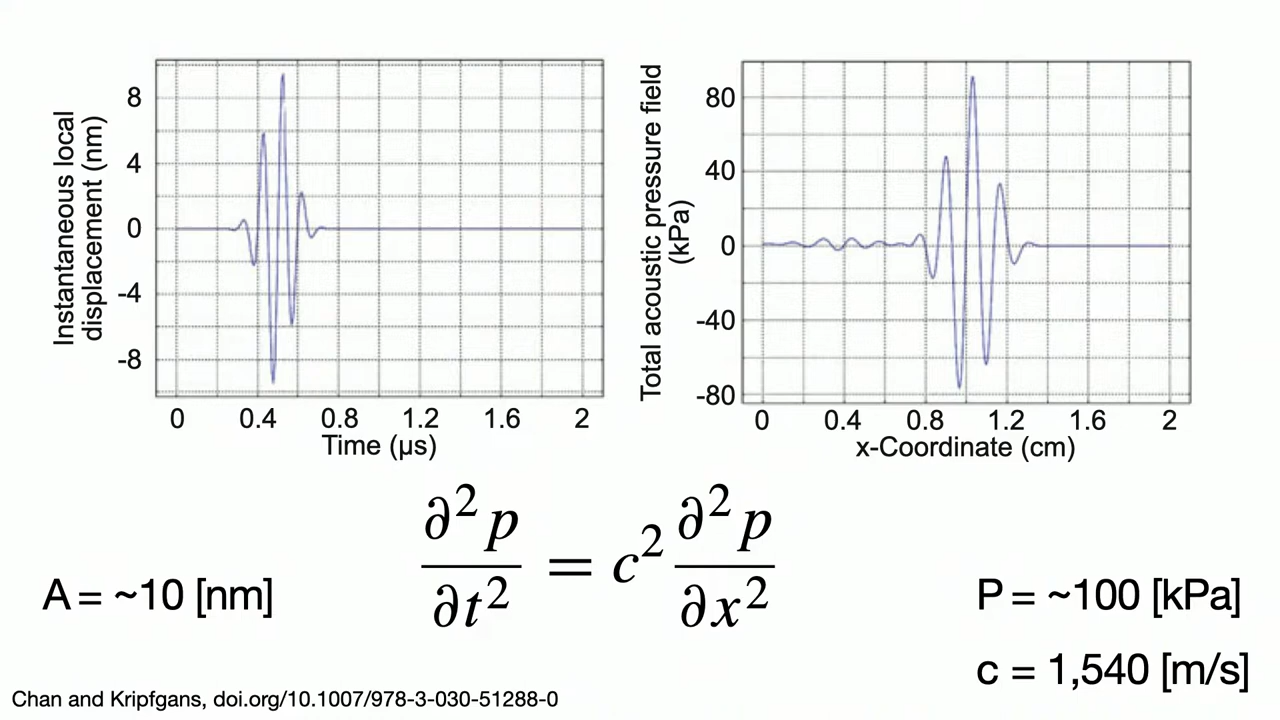 Instantaneous local
displacement (nm)
8
4
0
-4
-8
0 0.4 0.8 1.2 1.6 2
Time (µs)
Total acoustic pressure field
(kPa)
80
40
0
-40
-80
0 0.4 0.8 1.2 1.6 2
x-Coordinate (cm)
∂²p/∂t² = c² ∂²p/∂x²
A = ~10 [nm]
P = ~100 [kPa]
c = 1,540 [m/s]
Chan and Kripfgans, doi.org/10.1007/978-3-030-51288-0